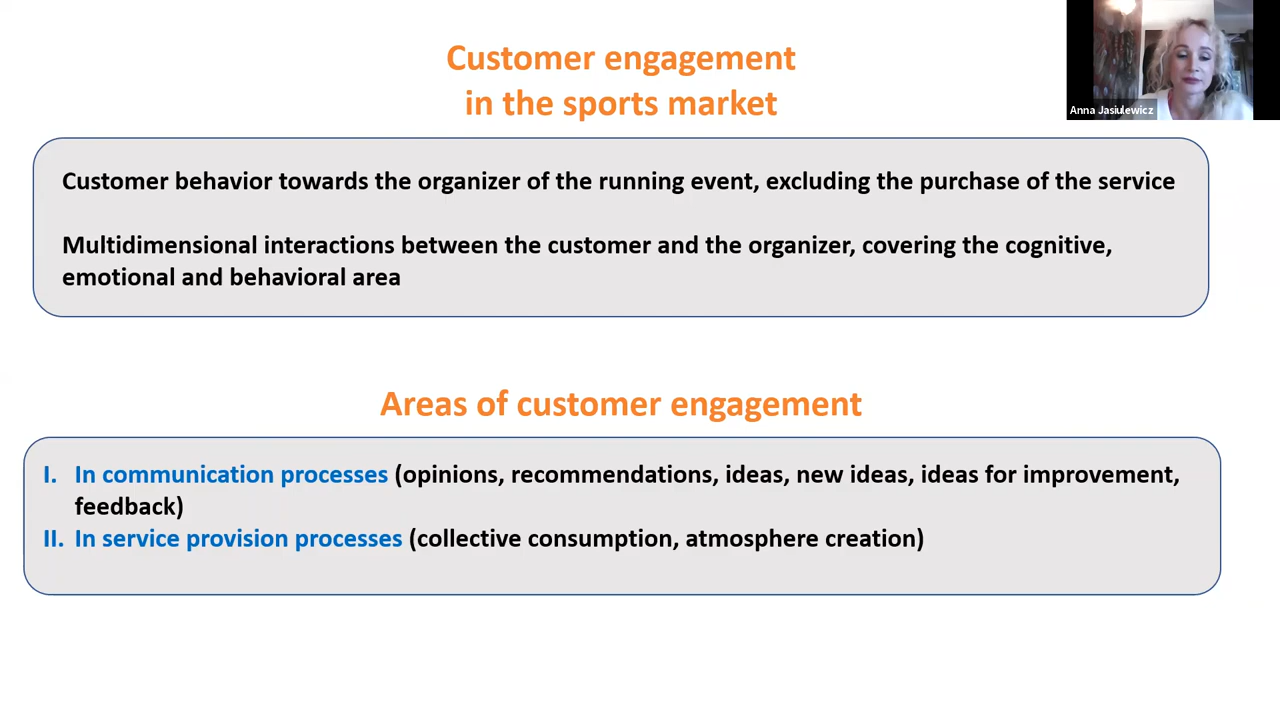 Customer engagement
in the sports market
Anna Jasiulewicz
Customer behavior towards the organizer of the running event, excluding the purchase of the service
Multidimensional interactions between the customer and the organizer, covering the cognitive,
emotional and behavioral area
Areas of customer engagement
I. In communication processes (opinions, recommendations, ideas, new ideas, ideas for improvement,
feedback)
II. In service provision processes (collective consumption, atmosphere creation)